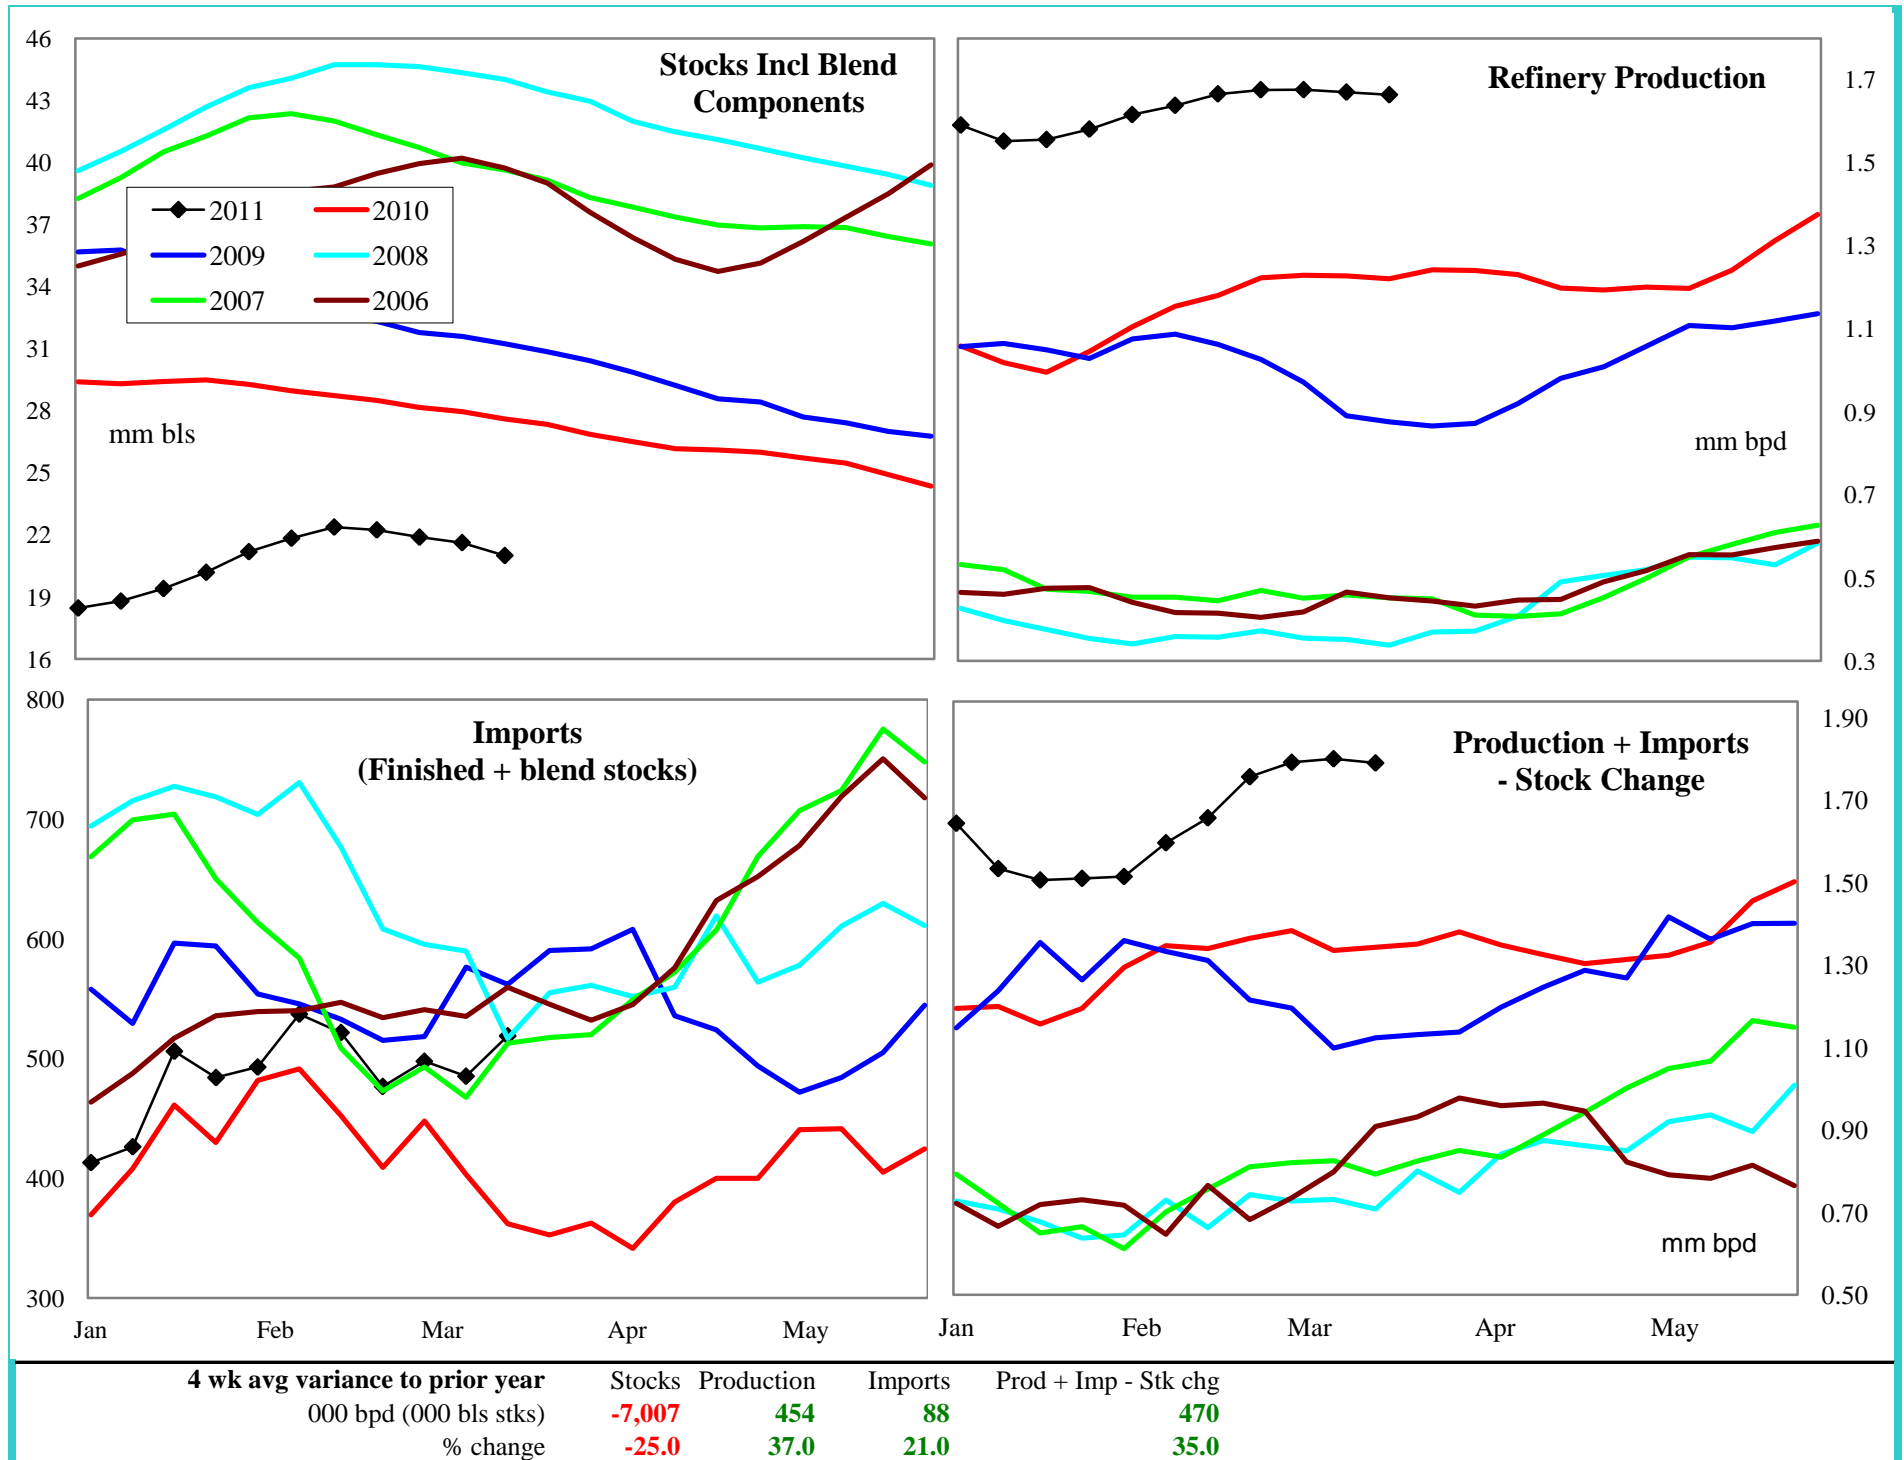 Stocks Incl Blend
Components
46
43
40
37
34
31
28
25
22
19
16
2011 2010
2009 2008
2007 2006
mm bls
Refinery Production
1.7
1.5
1.3
1.1
0.9
0.7
0.5
0.3
mm bpd
Imports
(Finished + blend stocks)
800
700
600
500
400
300
Jan Feb Mar Apr May
Production + Imports
- Stock Change
1.90
1.70
1.50
1.30
1.10
0.90
0.70
0.50
mm bpd
Jan Feb Mar Apr May
4 wk avg variance to prior year Stocks Production Imports Prod + Imp - Stk chg
000 bpd (000 bls stks) -7,007 454 88 470
% change -25.0 37.0 21.0 35.0